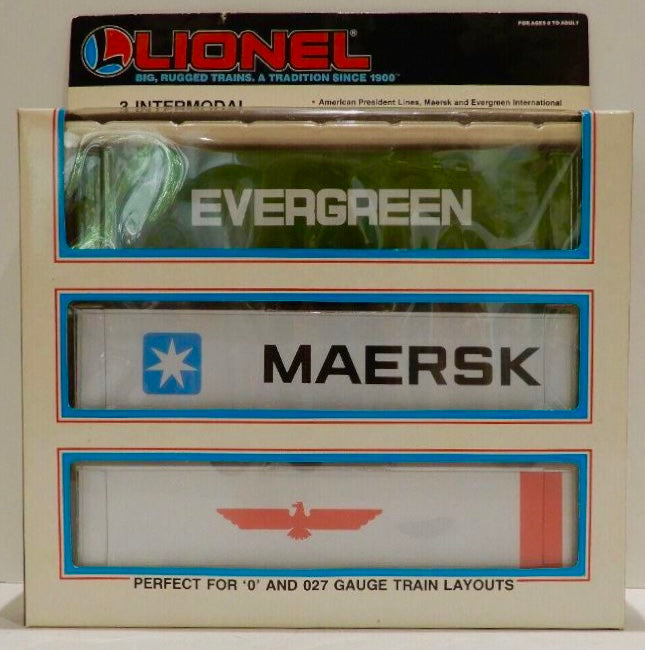 FOR AGES 8 TO ADULT
LIONEL®
BIG, RUGGED TRAINS. A TRADITION SINCE 1900™
3 INTERMODAL
• American President Lines, Maersk and Evergreen International
EVERGREEN
MAERSK
PERFECT FOR '0' AND 027 GAUGE TRAIN LAYOUTS